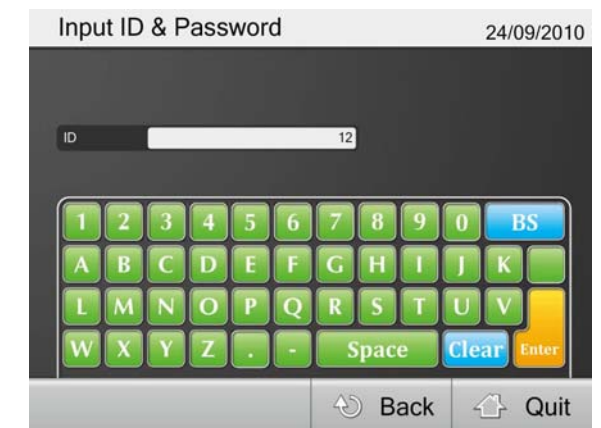 Input ID & Password 24/09/2010
ID 12
1 2 3 4 5 6 7 8 9 0 BS
A B C D E F G H I J K
L M N O P Q R S T U V
W X Y Z . - Space Clear Enter
Back Quit